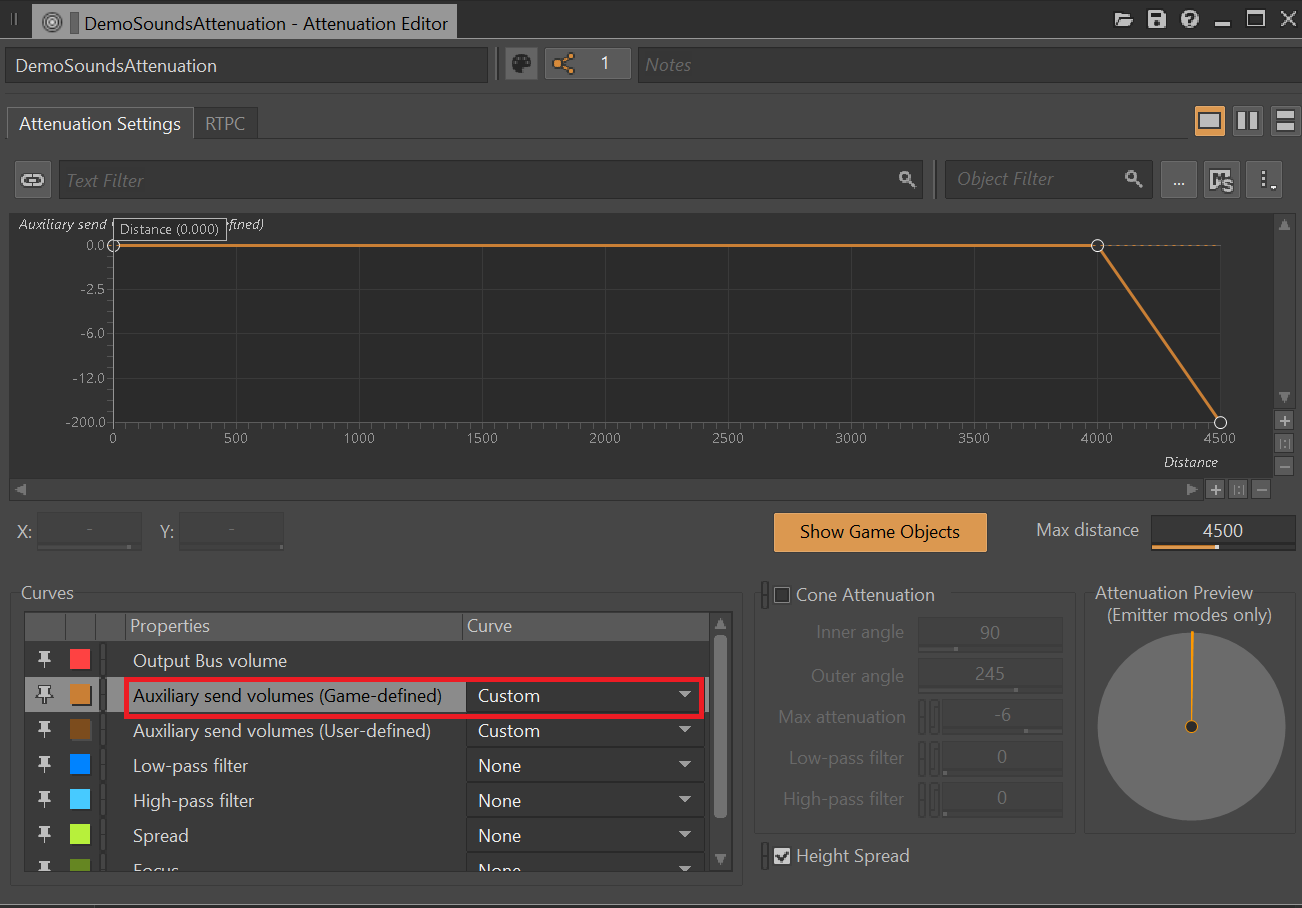 DemoSoundsAttenuation - Attenuation Editor
DemoSoundsAttenuation
1
Notes
Attenuation Settings
RTPC
Text Filter
Object Filter
...
MS
Auxiliary send
efined)
Distance (0.000)
0.0
-2.5
-6.0
-12.0
-200.0
0 500 1000 1500 2000 2500 3000 3500 4000 4500
Distance
X: -
Y: -
Show Game Objects
Max distance 4500
Curves
Properties Curve
Output Bus volume
Auxiliary send volumes (Game-defined) Custom
Auxiliary send volumes (User-defined) Custom
Low-pass filter None
High-pass filter None
Spread None
Focus None
Cone Attenuation
Inner angle 90
Outer angle 245
Max attenuation -6
Low-pass filter 0
High-pass filter 0
Height Spread
Attenuation Preview
(Emitter modes only)